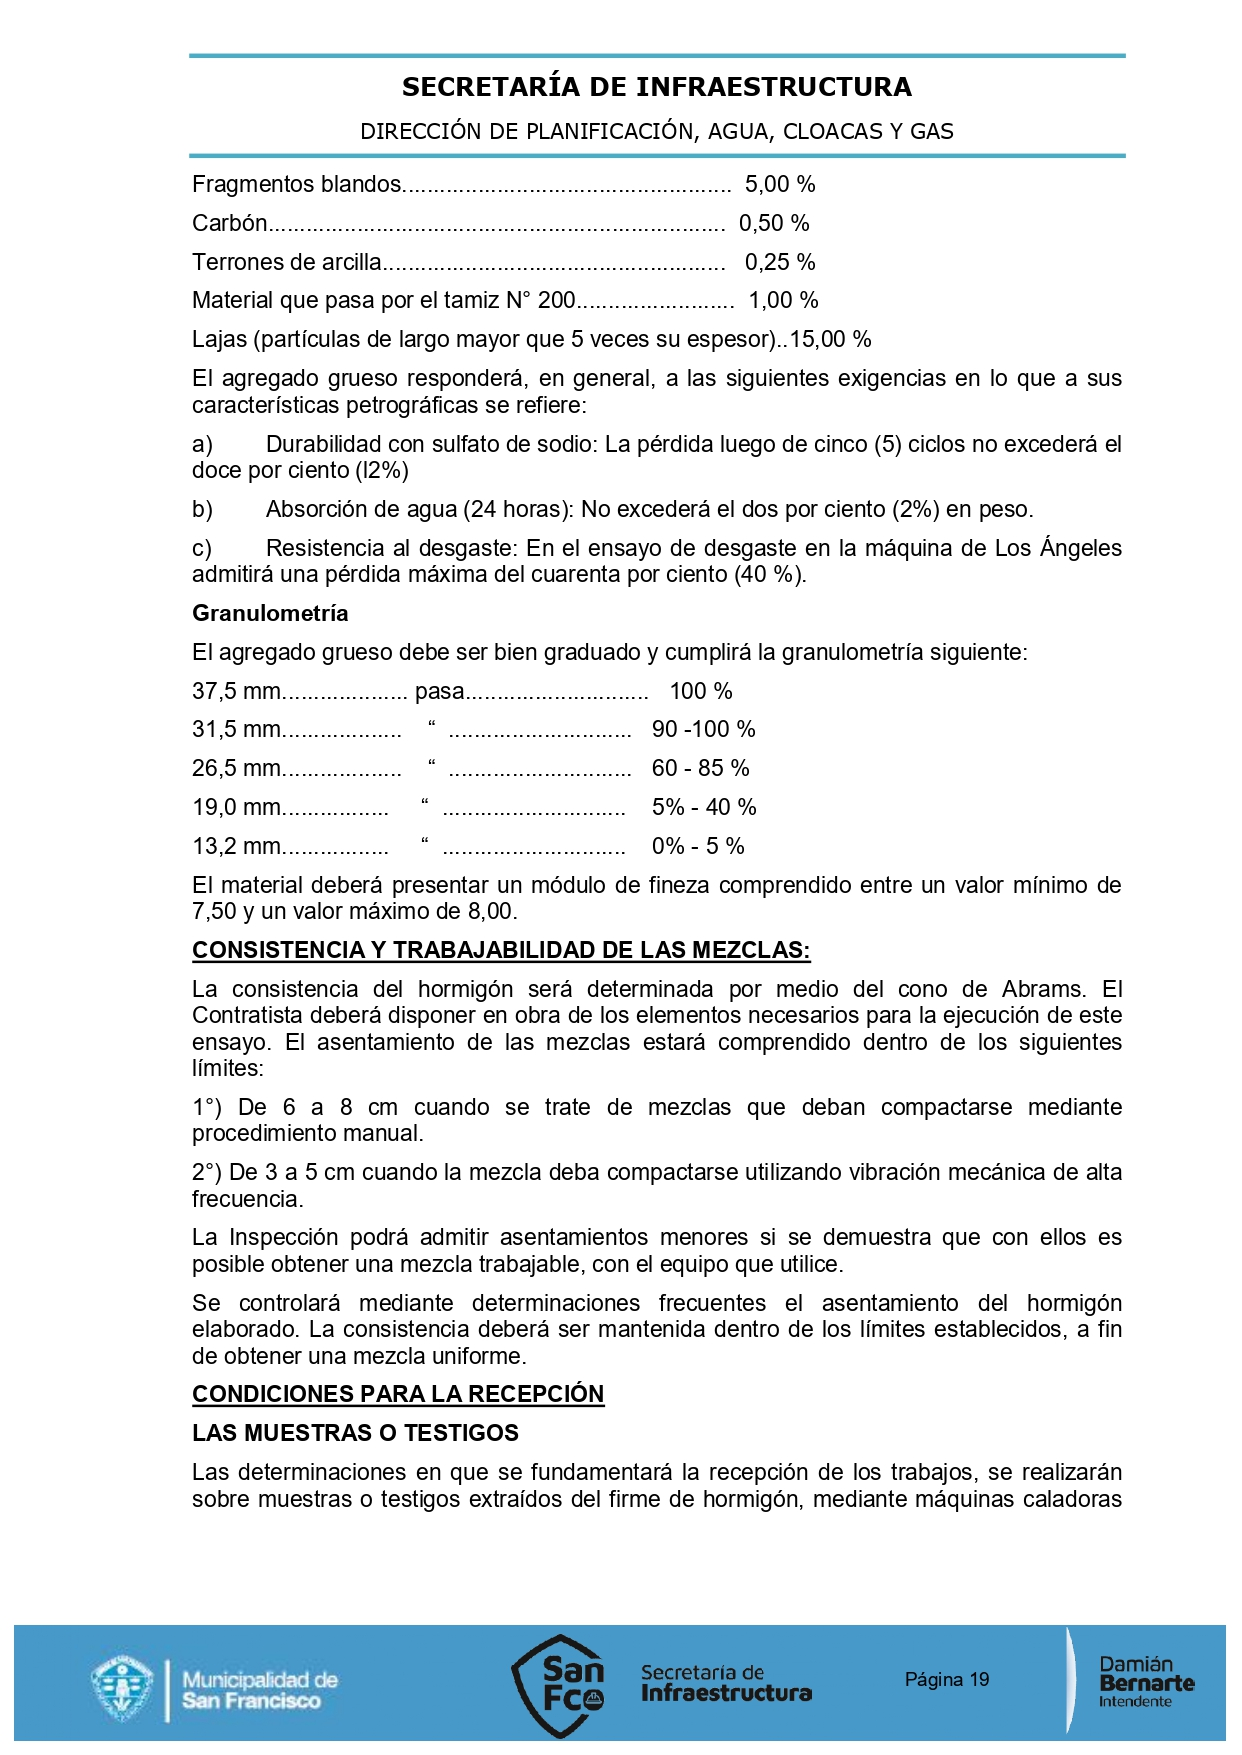 SECRETARÍA DE INFRAESTRUCTURA
DIRECCIÓN DE PLANIFICACIÓN, AGUA, CLOACAS Y GAS
Fragmentos blandos.................................................... 5,00 %
Carbón........................................................................ 0,50 %
Terrones de arcilla...................................................... 0,25 %
Material que pasa por el tamiz N° 200......................... 1,00 %
Lajas (partículas de largo mayor que 5 veces su espesor)..15,00 %
El agregado grueso responderá, en general, a las siguientes exigencias en lo que a sus
características petrográficas se refiere:
a) Durabilidad con sulfato de sodio: La pérdida luego de cinco (5) ciclos no excederá el
doce por ciento (l2%)
b) Absorción de agua (24 horas): No excederá el dos por ciento (2%) en peso.
c) Resistencia al desgaste: En el ensayo de desgaste en la máquina de Los Ángeles
admitirá una pérdida máxima del cuarenta por ciento (40 %).
Granulometría
El agregado grueso debe ser bien graduado y cumplirá la granulometría siguiente:
37,5 mm.................... pasa............................. 100 %
31,5 mm................... “ ............................. 90 -100 %
26,5 mm................... “ ............................. 60 - 85 %
19,0 mm................. “ ............................. 5% - 40 %
13,2 mm................. “ ............................. 0% - 5 %
El material deberá presentar un módulo de fineza comprendido entre un valor mínimo de
7,50 y un valor máximo de 8,00.
CONSISTENCIA Y TRABAJABILIDAD DE LAS MEZCLAS:
La consistencia del hormigón será determinada por medio del cono de Abrams. El
Contratista deberá disponer en obra de los elementos necesarios para la ejecución de este
ensayo. El asentamiento de las mezclas estará comprendido dentro de los siguientes
límites:
1°) De 6 a 8 cm cuando se trate de mezclas que deban compactarse mediante
procedimiento manual.
2°) De 3 a 5 cm cuando la mezcla deba compactarse utilizando vibración mecánica de alta
frecuencia.
La Inspección podrá admitir asentamientos menores si se demuestra que con ellos es
posible obtener una mezcla trabajable, con el equipo que utilice.
Se controlará mediante determinaciones frecuentes el asentamiento del hormigón
elaborado. La consistencia deberá ser mantenida dentro de los límites establecidos, a fin
de obtener una mezcla uniforme.
CONDICIONES PARA LA RECEPCIÓN
LAS MUESTRAS O TESTIGOS
Las determinaciones en que se fundamentará la recepción de los trabajos, se realizarán
sobre muestras o testigos extraídos del firme de hormigón, mediante máquinas caladoras
Municipalidad de
San Francisco
San
Fco
Secretaría de
Infraestructura
Página 19
Damián
Bernarte
Intendente